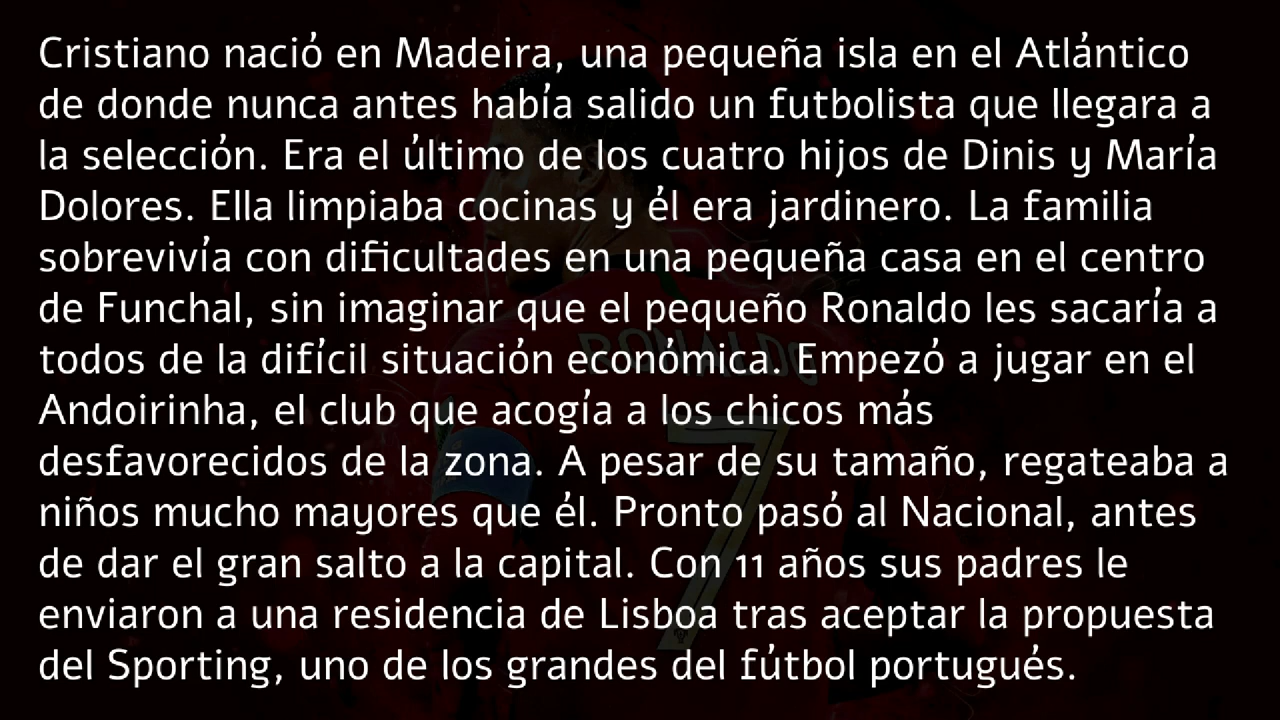 Cristiano nació en Madeira, una pequeña isla en el Atlántico
de donde nunca antes había salido un futbolista que llegara a
la selección. Era el último de los cuatro hijos de Dinis y María
Dolores. Ella limpiaba cocinas y él era jardinero. La familia
sobrevivía con dificultades en una pequeña casa en el centro
de Funchal, sin imaginar que el pequeño Ronaldo les sacaría a
todos de la difícil situación económica. Empezó a jugar en el
Andoirinha, el club que acogía a los chicos más
desfavorecidos de la zona. A pesar de su tamaño, regateaba a
niños mucho mayores que él. Pronto pasó al Nacional, antes
de dar el gran salto a la capital. Con 11 años sus padres le
enviaron a una residencia de Lisboa tras aceptar la propuesta
del Sporting, uno de los grandes del fútbol portugués.
RONALDO
7